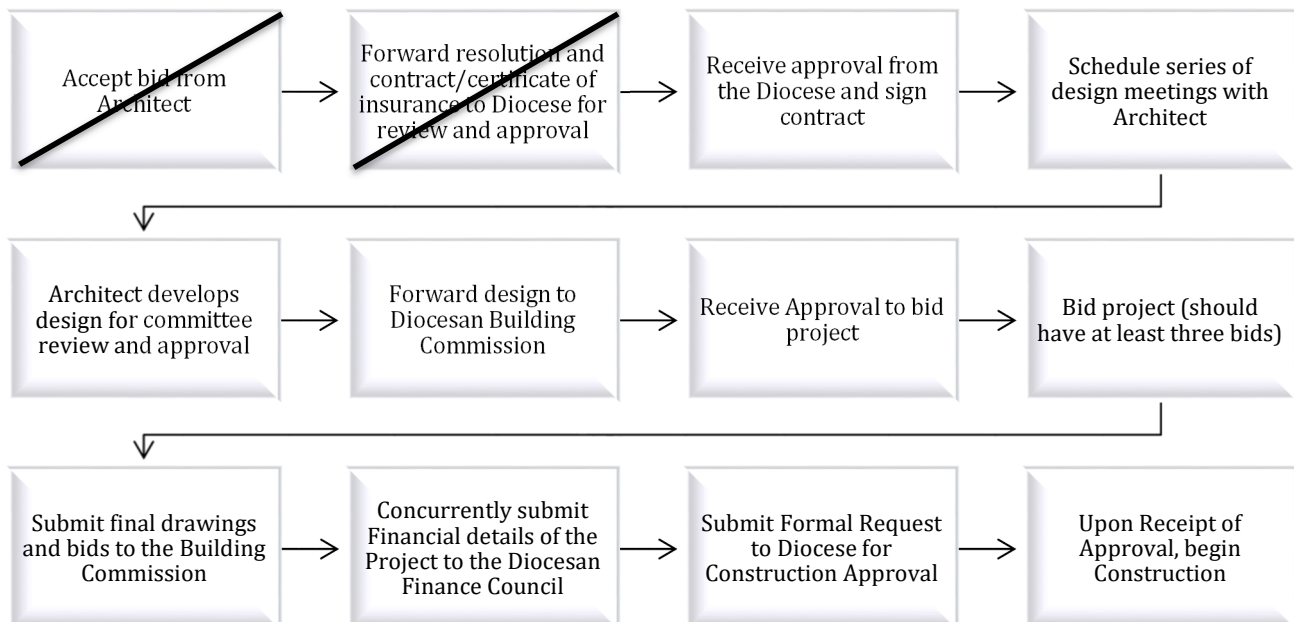 Accept bid from
Architect
Forward resolution and
contract/certificate of
insurance to Diocese for
review and approval
Receive approval from
the Diocese and sign
contract
Schedule series of
design meetings with
Architect
Architect develops
design for committee
review and approval
Forward design to
Diocesan Building
Commission
Receive Approval to bid
project
Bid project (should
have at least three bids)
Submit final drawings
and bids to the Building
Commission
Concurrently submit
Financial details of the
Project to the Diocesan
Finance Council
Submit Formal Request
to Diocese for
Construction Approval
Upon Receipt of
Approval, begin
Construction